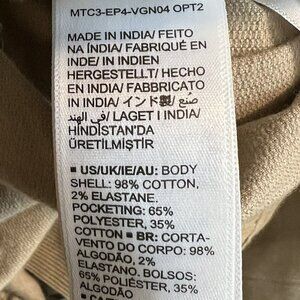 MTC3-EP4-VGN04 OPT2
MADE IN INDIA/ FEITO
NA ÍNDIA/ FABRIQUÉ EN
INDE/ IN INDIEN
HERGESTELLT/ HECHO
EN INDIA/ FABBRICATO
IN INDIA/ インド製/ صُنع
في الهند/ LAGET I INDIA/
HİNDİSTAN'DA
ÜRETİLMİŞTİR
■ US/UK/IE/AU: BODY
SHELL: 98% COTTON,
2% ELASTANE.
POCKETING: 65%
POLYESTER, 35%
COTTON ■ BR: CORTA-
VENTO DO CORPO: 98%
ALGODÃO, 2%
ELASTANO. BOLSOS:
65% POLIÉSTER, 35%
ALGODÃO